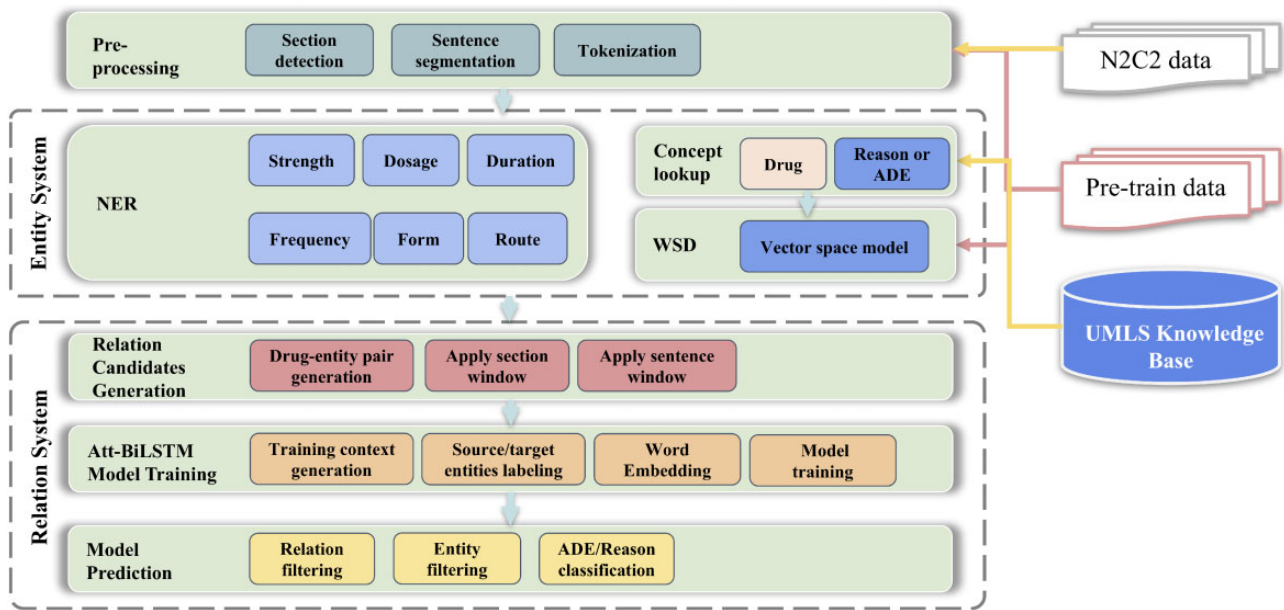 Pre-
processing
Section
detection
Sentence
segmentation
Tokenization
N2C2 data
Entity System
NER
Strength
Dosage
Duration
Frequency
Form
Route
Concept
lookup
Drug
Reason or
ADE
WSD
Vector space model
Pre-train data
UMLS Knowledge
Base
Relation System
Relation
Candidates
Generation
Drug-entity pair
generation
Apply section
window
Apply sentence
window
Att-BiLSTM
Model Training
Training context
generation
Source/target
entities labeling
Word
Embedding
Model
training
Model
Prediction
Relation
filtering
Entity
filtering
ADE/Reason
classification